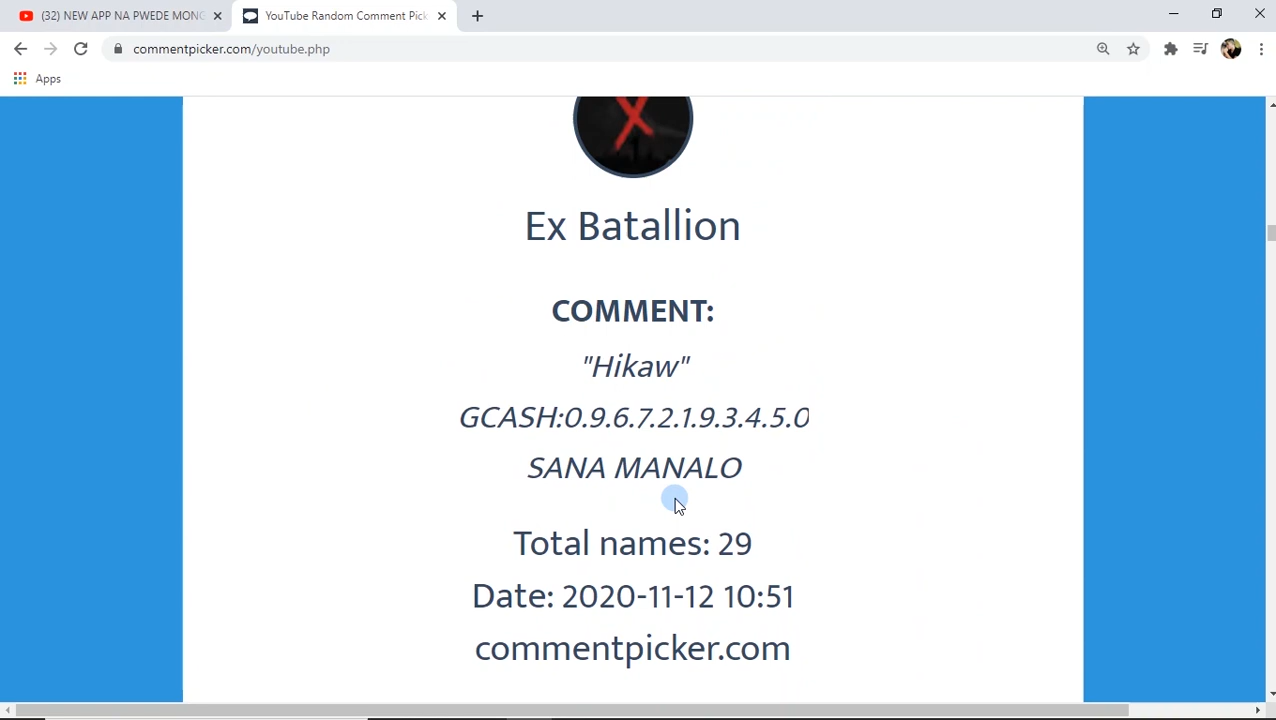 (32) NEW APP NA PWEDE MONG
YouTube Random Comment Pick
commentpicker.com/youtube.php
Apps
X
Ex Batallion
COMMENT:
"Hikaw"
GCASH:0.9.6.7.2.1.9.3.4.5.0
SANA MANALO
Total names: 29
Date: 2020-11-12 10:51
commentpicker.com